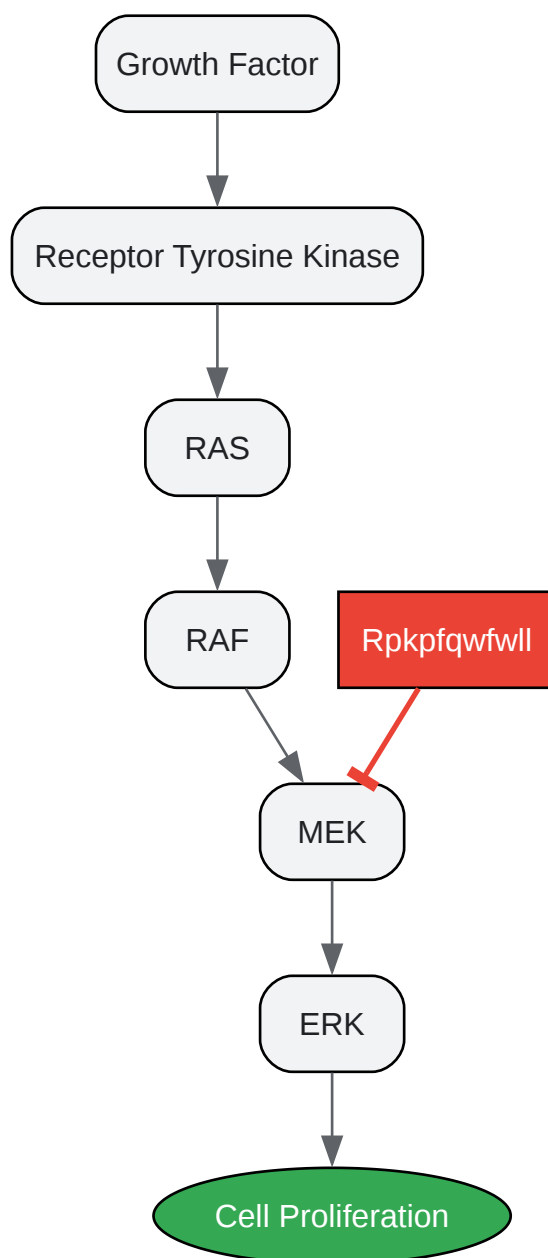 Growth Factor
Receptor Tyrosine Kinase
RAS
RAF
Rpkpfqwfwll
MEK
ERK
Cell Proliferation